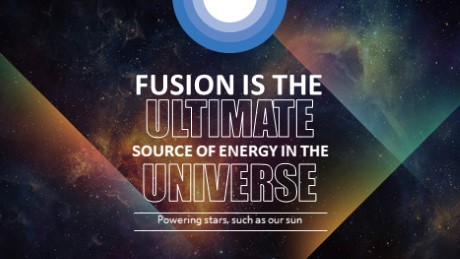 FUSION IS THE
ULTIMATE
SOURCE OF ENERGY IN THE
UNIVERSE
Powering stars, such as our sun